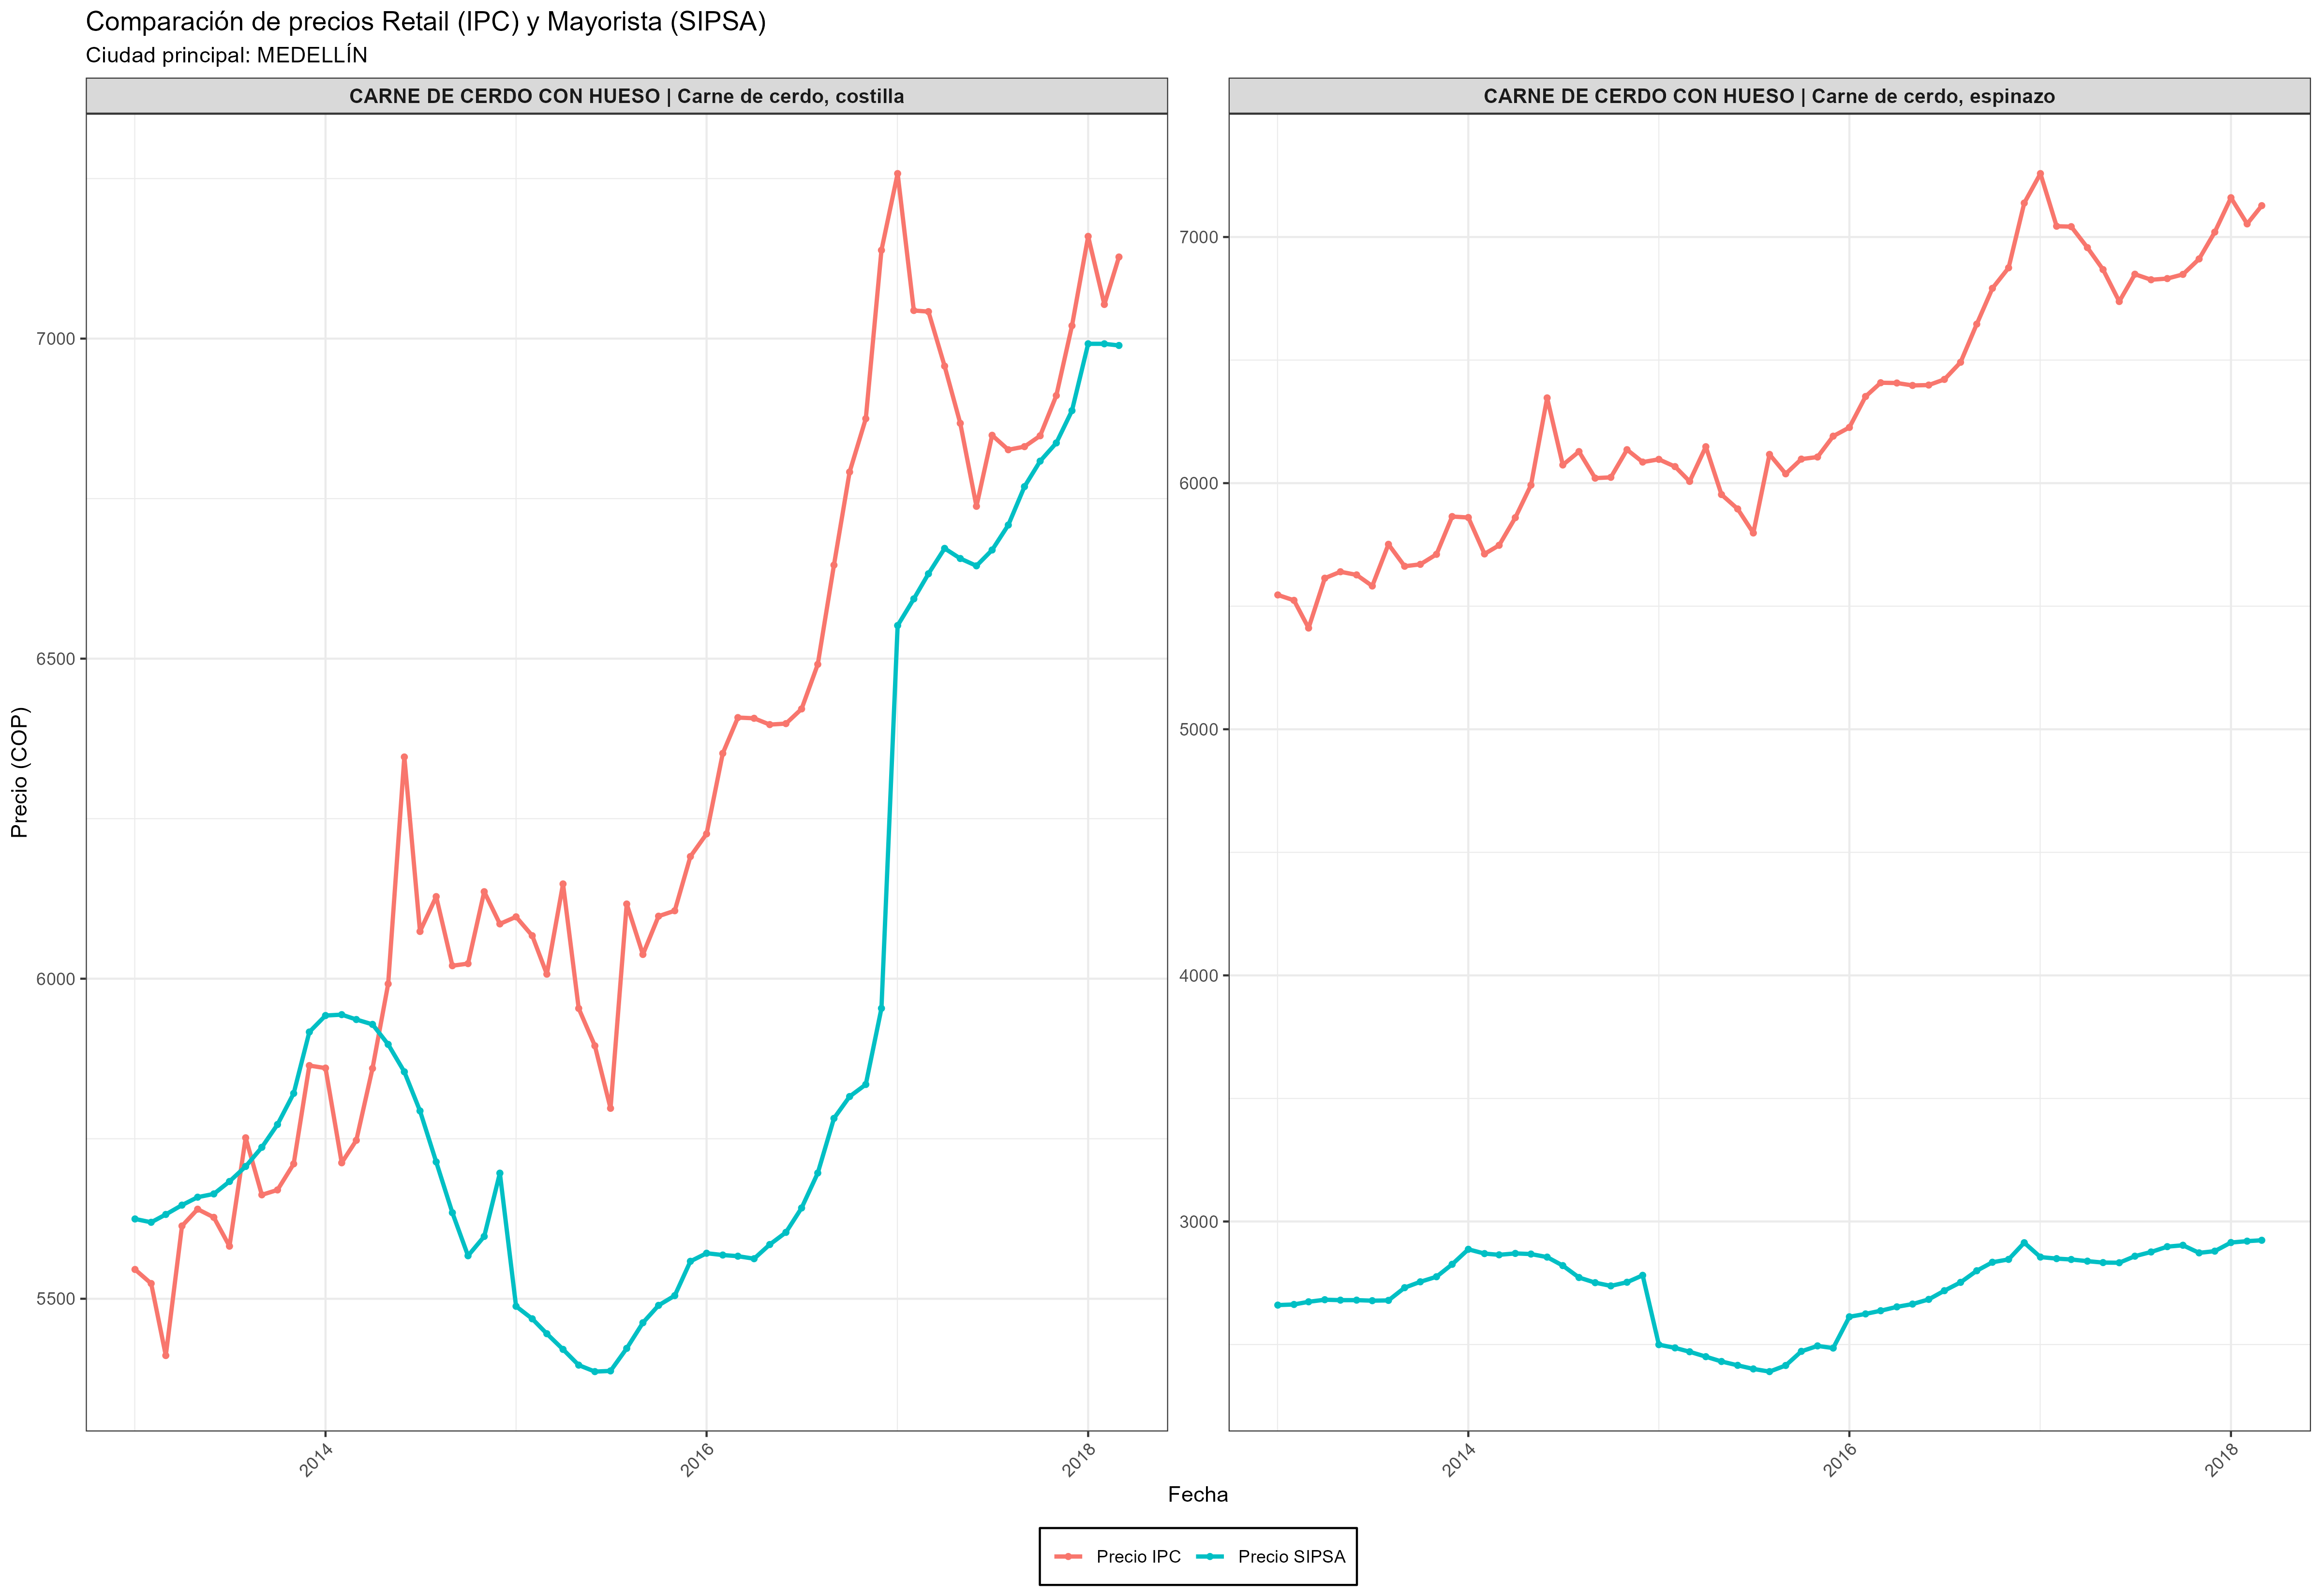 Comparación de precios Retail (IPC) y Mayorista (SIPSA)
Ciudad principal: MEDELLÍN
CARNE DE CERDO CON HUESO | Carne de cerdo, costilla
CARNE DE CERDO CON HUESO | Carne de cerdo, espinazo
Precio (COP)
7000
6500
6000
5500
7000
6000
5000
4000
3000
2014
2016
2018
2014
2016
2018
Fecha
Precio IPC
Precio SIPSA